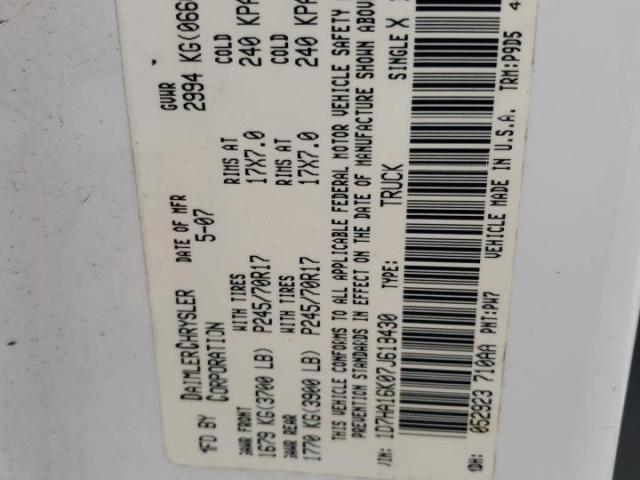 MFD BY DAIMLERCHRYSLER CORPORATION
DATE OF MFR 5-07
GVWR 2994 KG(066
GAWR FRONT WITH TIRES RIMS AT COLD
1679 KG(3700 LB) P245/70R17 17X7.0 240 KPA
GAWR REAR WITH TIRES RIMS AT COLD
1770 KG(3900 LB) P245/70R17 17X7.0 240 KPA
THIS VEHICLE CONFORMS TO ALL APPLICABLE FEDERAL MOTOR VEHICLE SAFETY
PREVENTION STANDARDS IN EFFECT ON THE DATE OF MANUFACTURE SHOWN ABOV
VIN: 1D7HA16K07J613430 TYPE: TRUCK SINGLE X
MDH: 052923 710AA PNT:PW7 VEHICLE MADE IN U.S.A. TRM:P9D5